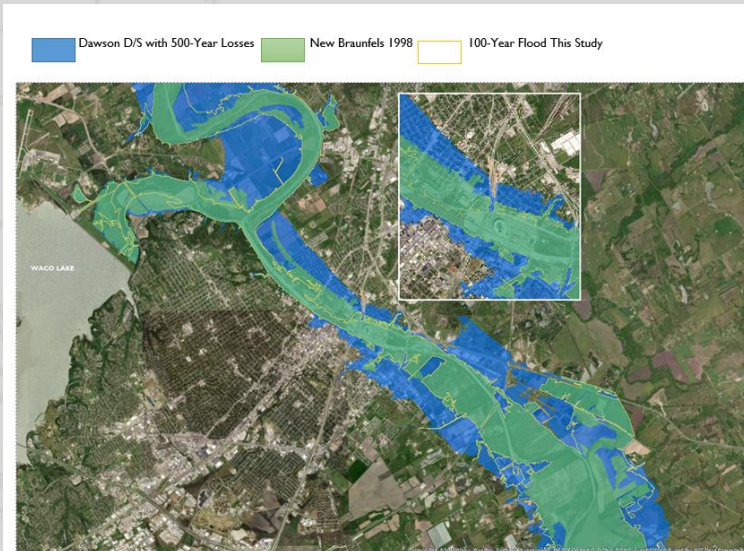 Dawson D/S with 500-Year Losses
New Braunfels 1998
100-Year Flood This Study
WACO LAKE